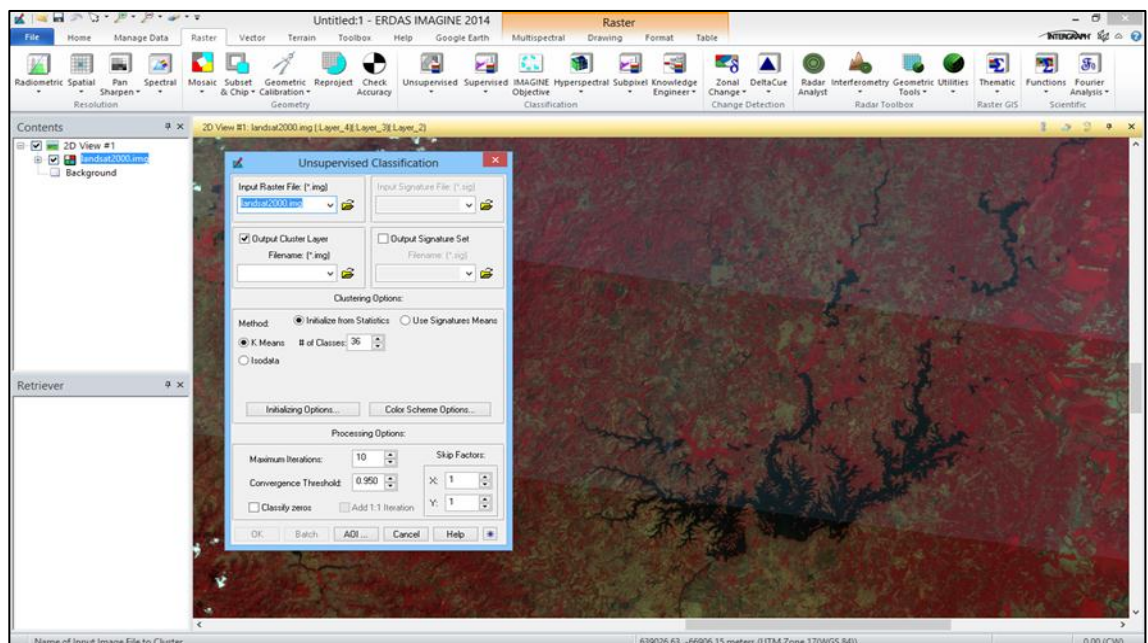 Untitled:1 - ERDAS IMAGINE 2014
Raster
File Home Manage Data Raster Vector Terrain Toolbox Help Google Earth Multispectral Drawing Format Table
INTERGRAPH
Radiometric Spatial Pan Sharpen Spectral Mosaic Subset & Chip Geometric Calibration Reproject Check Accuracy Unsupervised Supervised IMAGINE Objective Hyperspectral Subpixel Knowledge Engineer Zonal Change DeltaCue Radar Analyst Interferometry Geometric Tools Utilities Thematic Functions Fourier Analysis
Resolution Geometry Classification Change Detection Radar Toolbox Raster GIS Scientific
Contents
2D View #1: landsat2000.img (:Layer_4)(:Layer_3)(:Layer_2)
2D View #1
landsat2000.img
Background
Retriever
Unsupervised Classification
Input Raster File: (*.img) Input Signature File: (*.sig)
landsat2000.img
Output Cluster Layer Output Signature Set
Filename: (*.img) Filename: (*.sig)
Clustering Options:
Method: Initialize from Statistics Use Signatures Means
K Means # of Classes: 36
Isodata
Initializing Options... Color Scheme Options...
Processing Options:
Maximum Iterations: 10 Skip Factors:
Convergence Threshold: 0.950 X: 1
Classify zeros Add 1:1 Iteration Y: 1
OK Batch AOI ... Cancel Help
Name of Input Image File to Cluster
0.00 (CW)